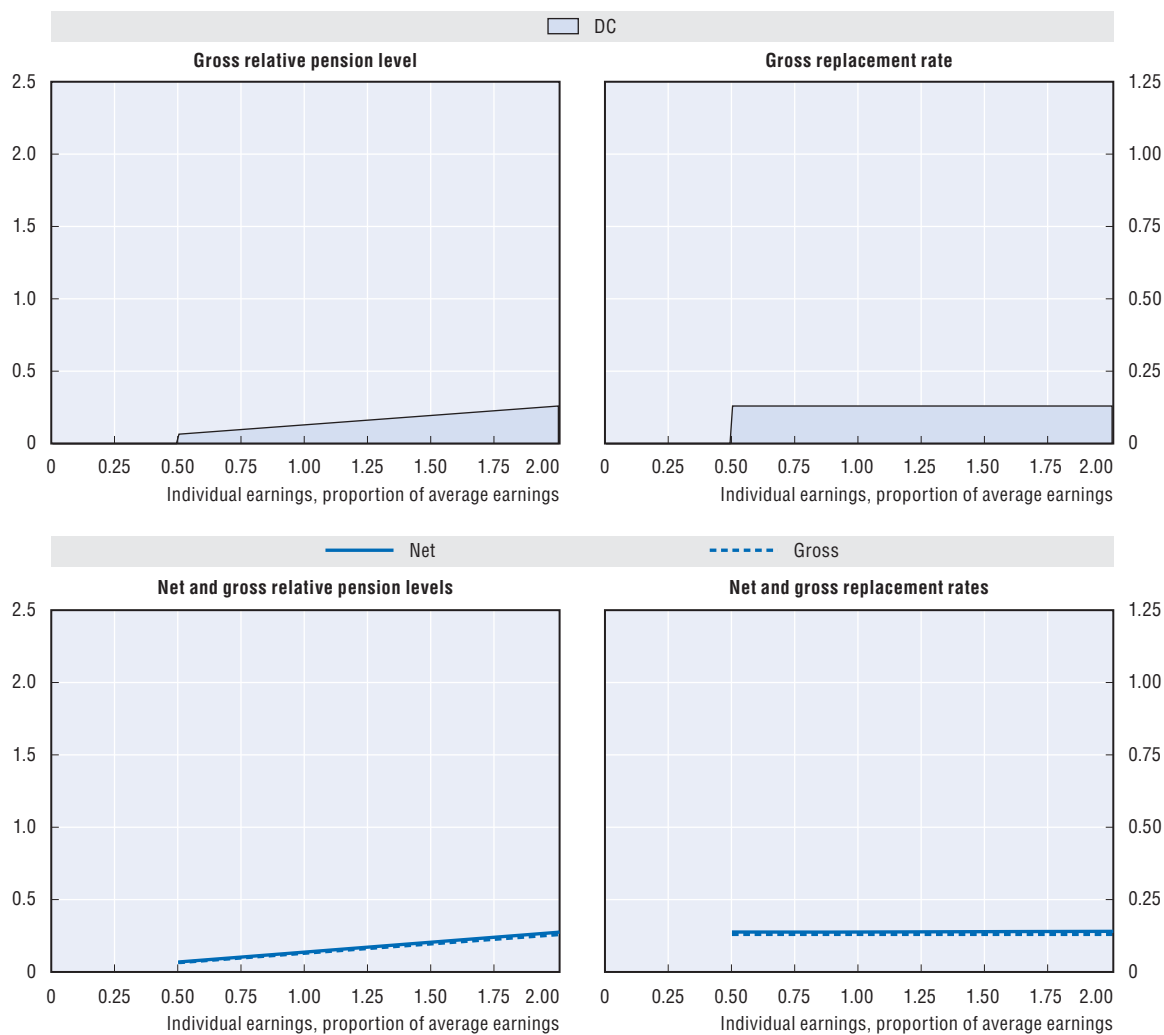 DC
Gross relative pension level
Gross replacement rate
2.5
2.0
1.5
1.0
0.5
0
1.25
1.00
0.75
0.50
0.25
0
0 0.25 0.50 0.75 1.00 1.25 1.50 1.75 2.00
0 0.25 0.50 0.75 1.00 1.25 1.50 1.75 2.00
Individual earnings, proportion of average earnings
Individual earnings, proportion of average earnings
Net Gross
Net and gross relative pension levels
Net and gross replacement rates
2.5
2.0
1.5
1.0
0.5
0
1.25
1.00
0.75
0.50
0.25
0
0 0.25 0.50 0.75 1.00 1.25 1.50 1.75 2.00
0 0.25 0.50 0.75 1.00 1.25 1.50 1.75 2.00
Individual earnings, proportion of average earnings
Individual earnings, proportion of average earnings